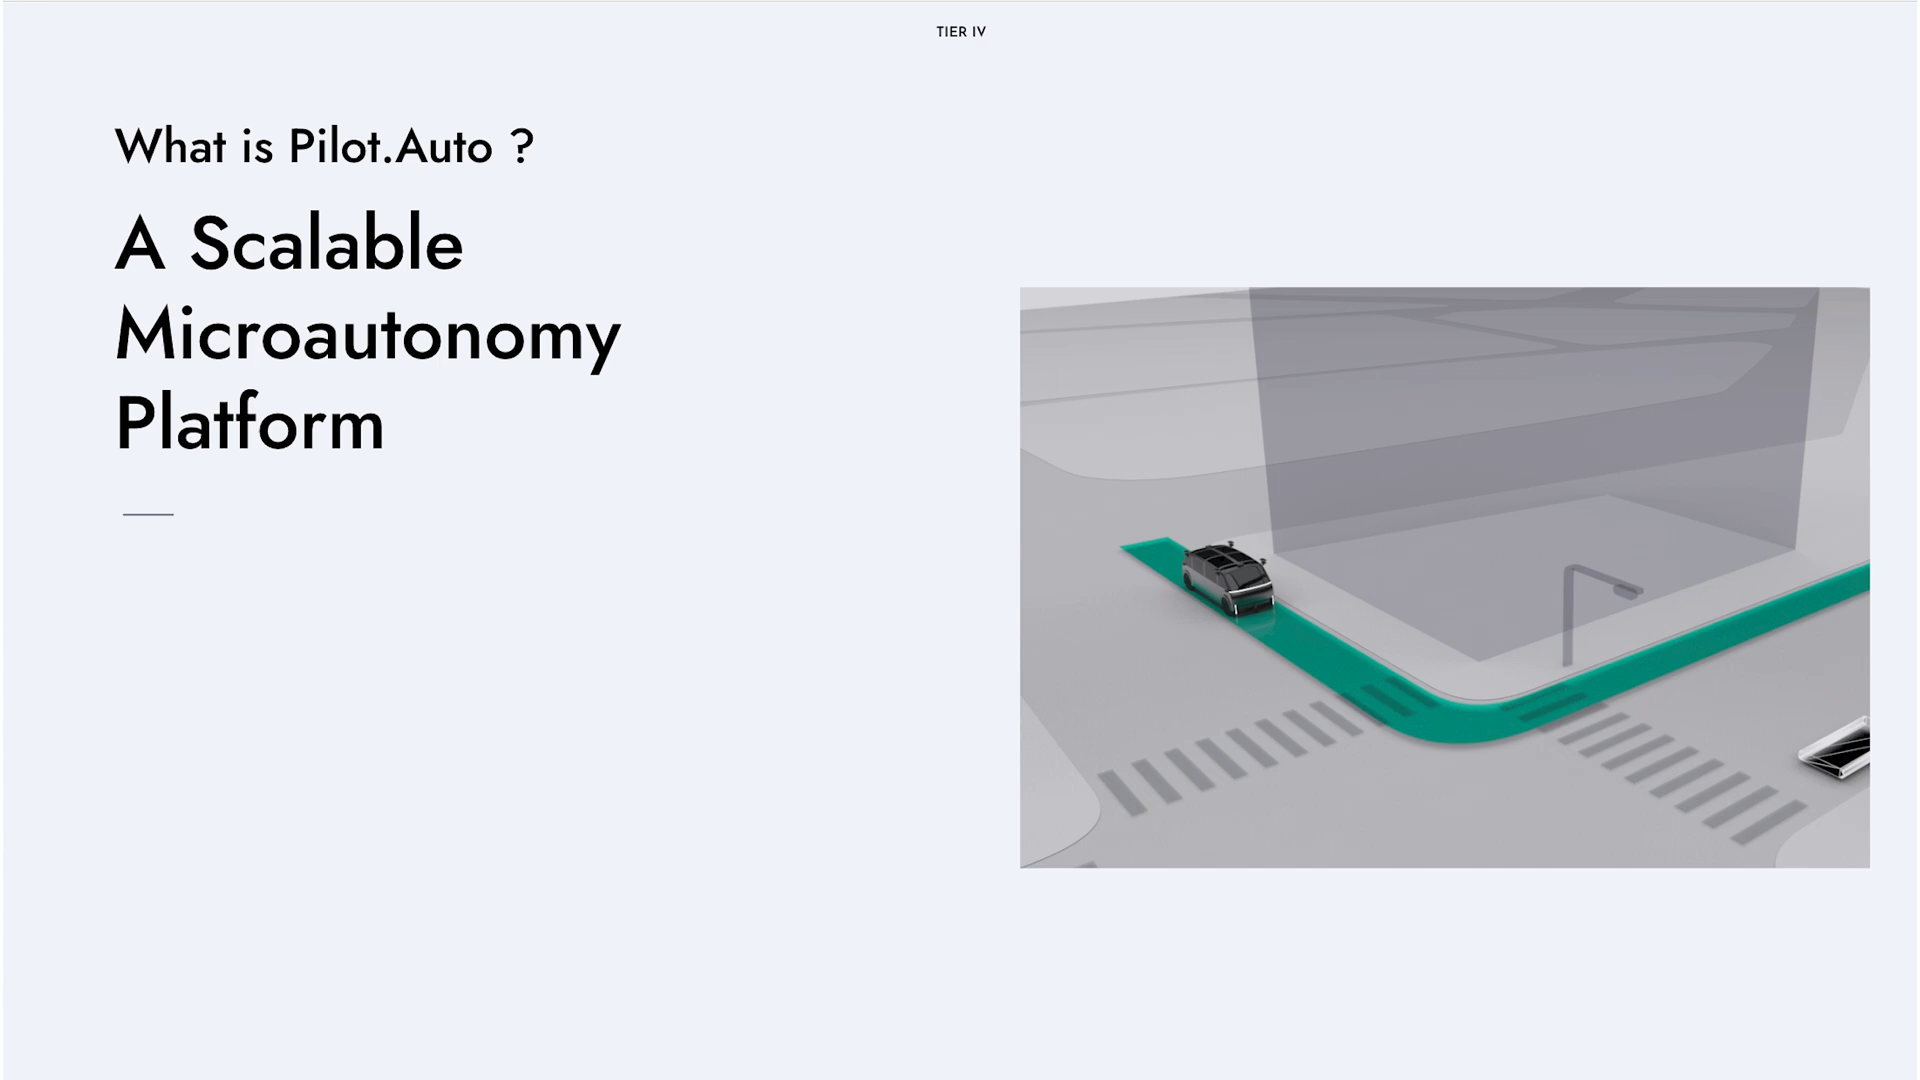 TIER IV
What is Pilot.Auto ?
A Scalable
Microautonomy
Platform